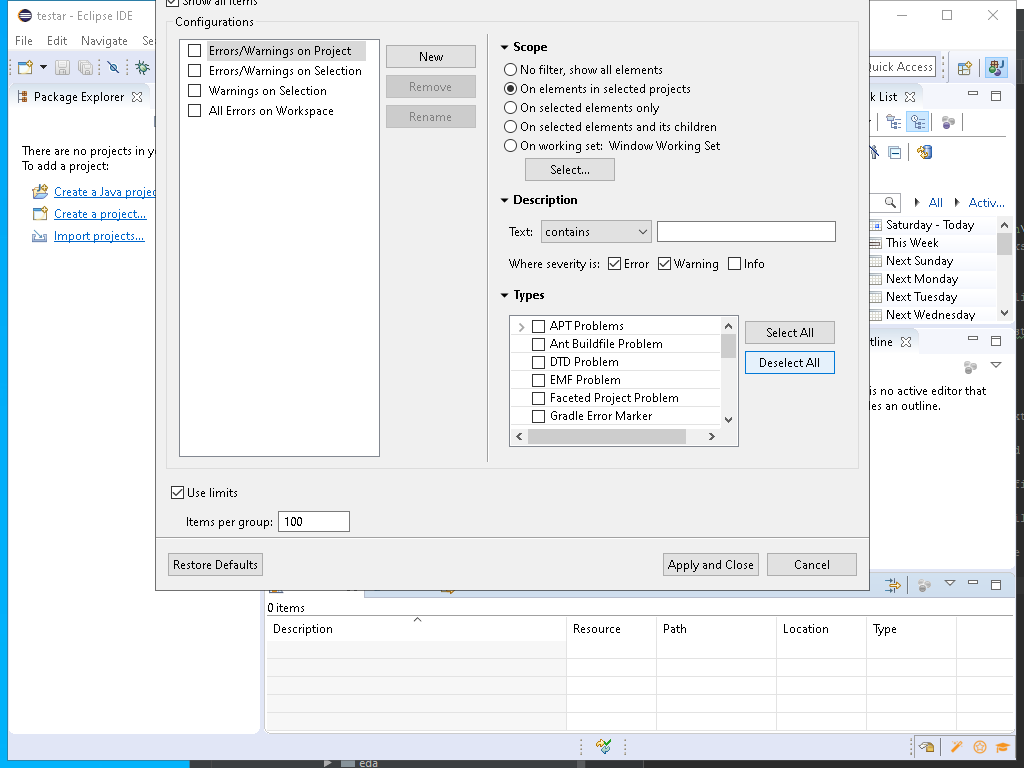 Show all items
testar - Eclipse IDE
Configurations
File Edit Navigate
Errors/Warnings on Project
New
Scope
Errors/Warnings on Selection
No filter, show all elements
Quick Access
Warnings on Selection
Remove
On elements in selected projects
Package Explorer
List
All Errors on Workspace
Rename
On selected elements only
On selected elements and its children
There are no projects in
On working set: Window Working Set
To add a project:
Select...
Create a Java
Description
All Activ...
Create a project...
Text: contains
Saturday - Today
Import projects...
This Week
Where severity is: Error Warning Info
Next Sunday
Next Monday
Types
Next Tuesday
Next Wednesday
APT Problems
Select All
Ant Buildfile Problem
DTD Problem
Deselect All
EMF Problem
is no active editor that
Faceted Project Problem
an outline.
Gradle Error Marker
Use limits
Items per group: 100
Restore Defaults
Apply and Close
Cancel
0 items
Description Resource Path Location Type
eda